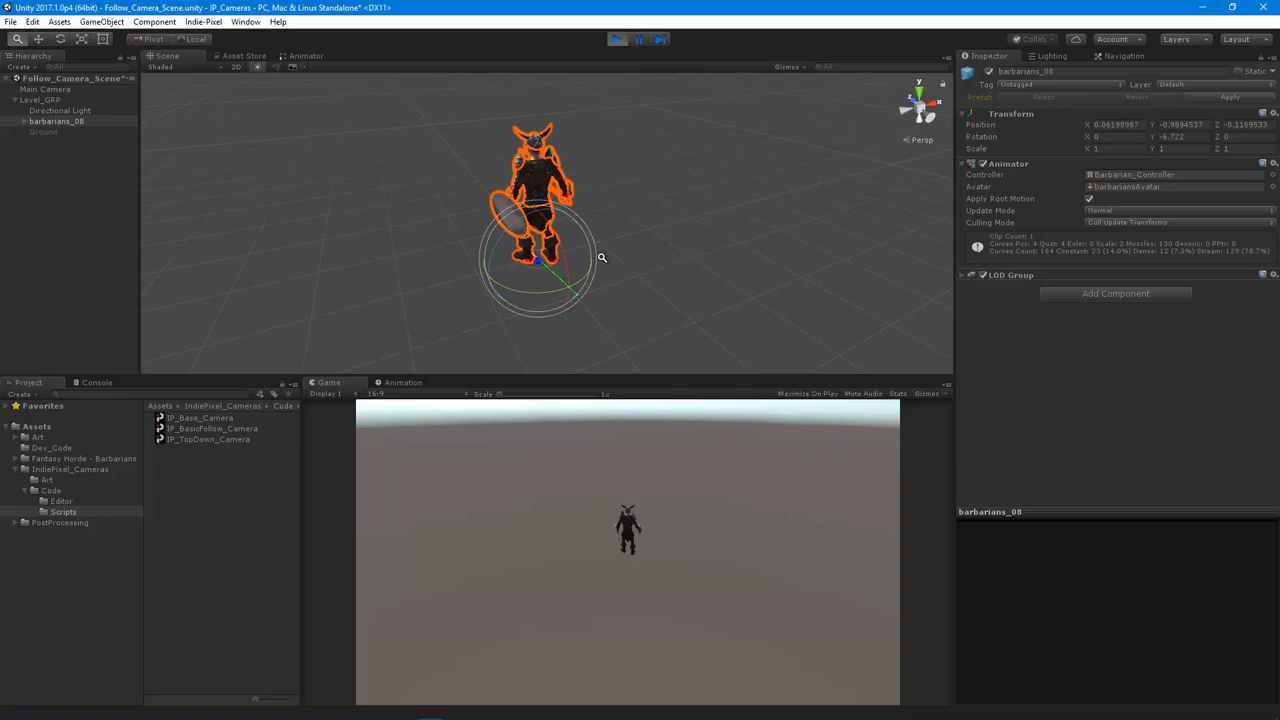 Unity 2017.1.0p4 (64bit) - Follow_Camera_Scene.unity - IP_Cameras - PC, Mac & Linux Standalone* <DX11>
File Edit Assets GameObject Component Indie-Pixel Window Help
Pivot Local Collab Account Layers Layout
Hierarchy
Create All
Follow_Camera_Scene*
Main Camera
Level_GRP
Directional Light
barbarians_08
Ground
Scene Asset Store Animator
Shaded 2D Gizmos All
y
x
z
Persp
Inspector Lighting Navigation
barbarians_08 Static
Tag Untagged Layer Default
Prefab Select Revert Apply
Transform
Position X 0.06198987 Y -0.9894537 Z -0.1169533
Rotation X 0 Y -6.722 Z 0
Scale X 1 Y 1 Z 1
Animator
Controller Barbarian_Controller
Avatar barbariansAvatar
Apply Root Motion
Update Mode Normal
Culling Mode Cull Update Transforms
Clip Count: 1
Curves Pos: 4 Quat: 4 Euler: 0 Scale: 2 Muscles: 130 Generic: 0 PPtr: 0
Curves Count: 164 Constant: 23 (14.0%) Dense: 12 (7.3%) Stream: 129 (78.7%)
LOD Group
Add Component
barbarians_08
Project Console
Create
Favorites
Assets
Art
Dev_Code
Fantasy Horde - Barbarians
IndiePixel_Cameras
Art
Code
Editor
Scripts
PostProcessing
Assets IndiePixel_Cameras Code
IP_Base_Camera
IP_BasicFollow_Camera
IP_TopDown_Camera
Game Animation
Display 1 16:9 Scale 1x Maximize On Play Mute Audio Stats Gizmos